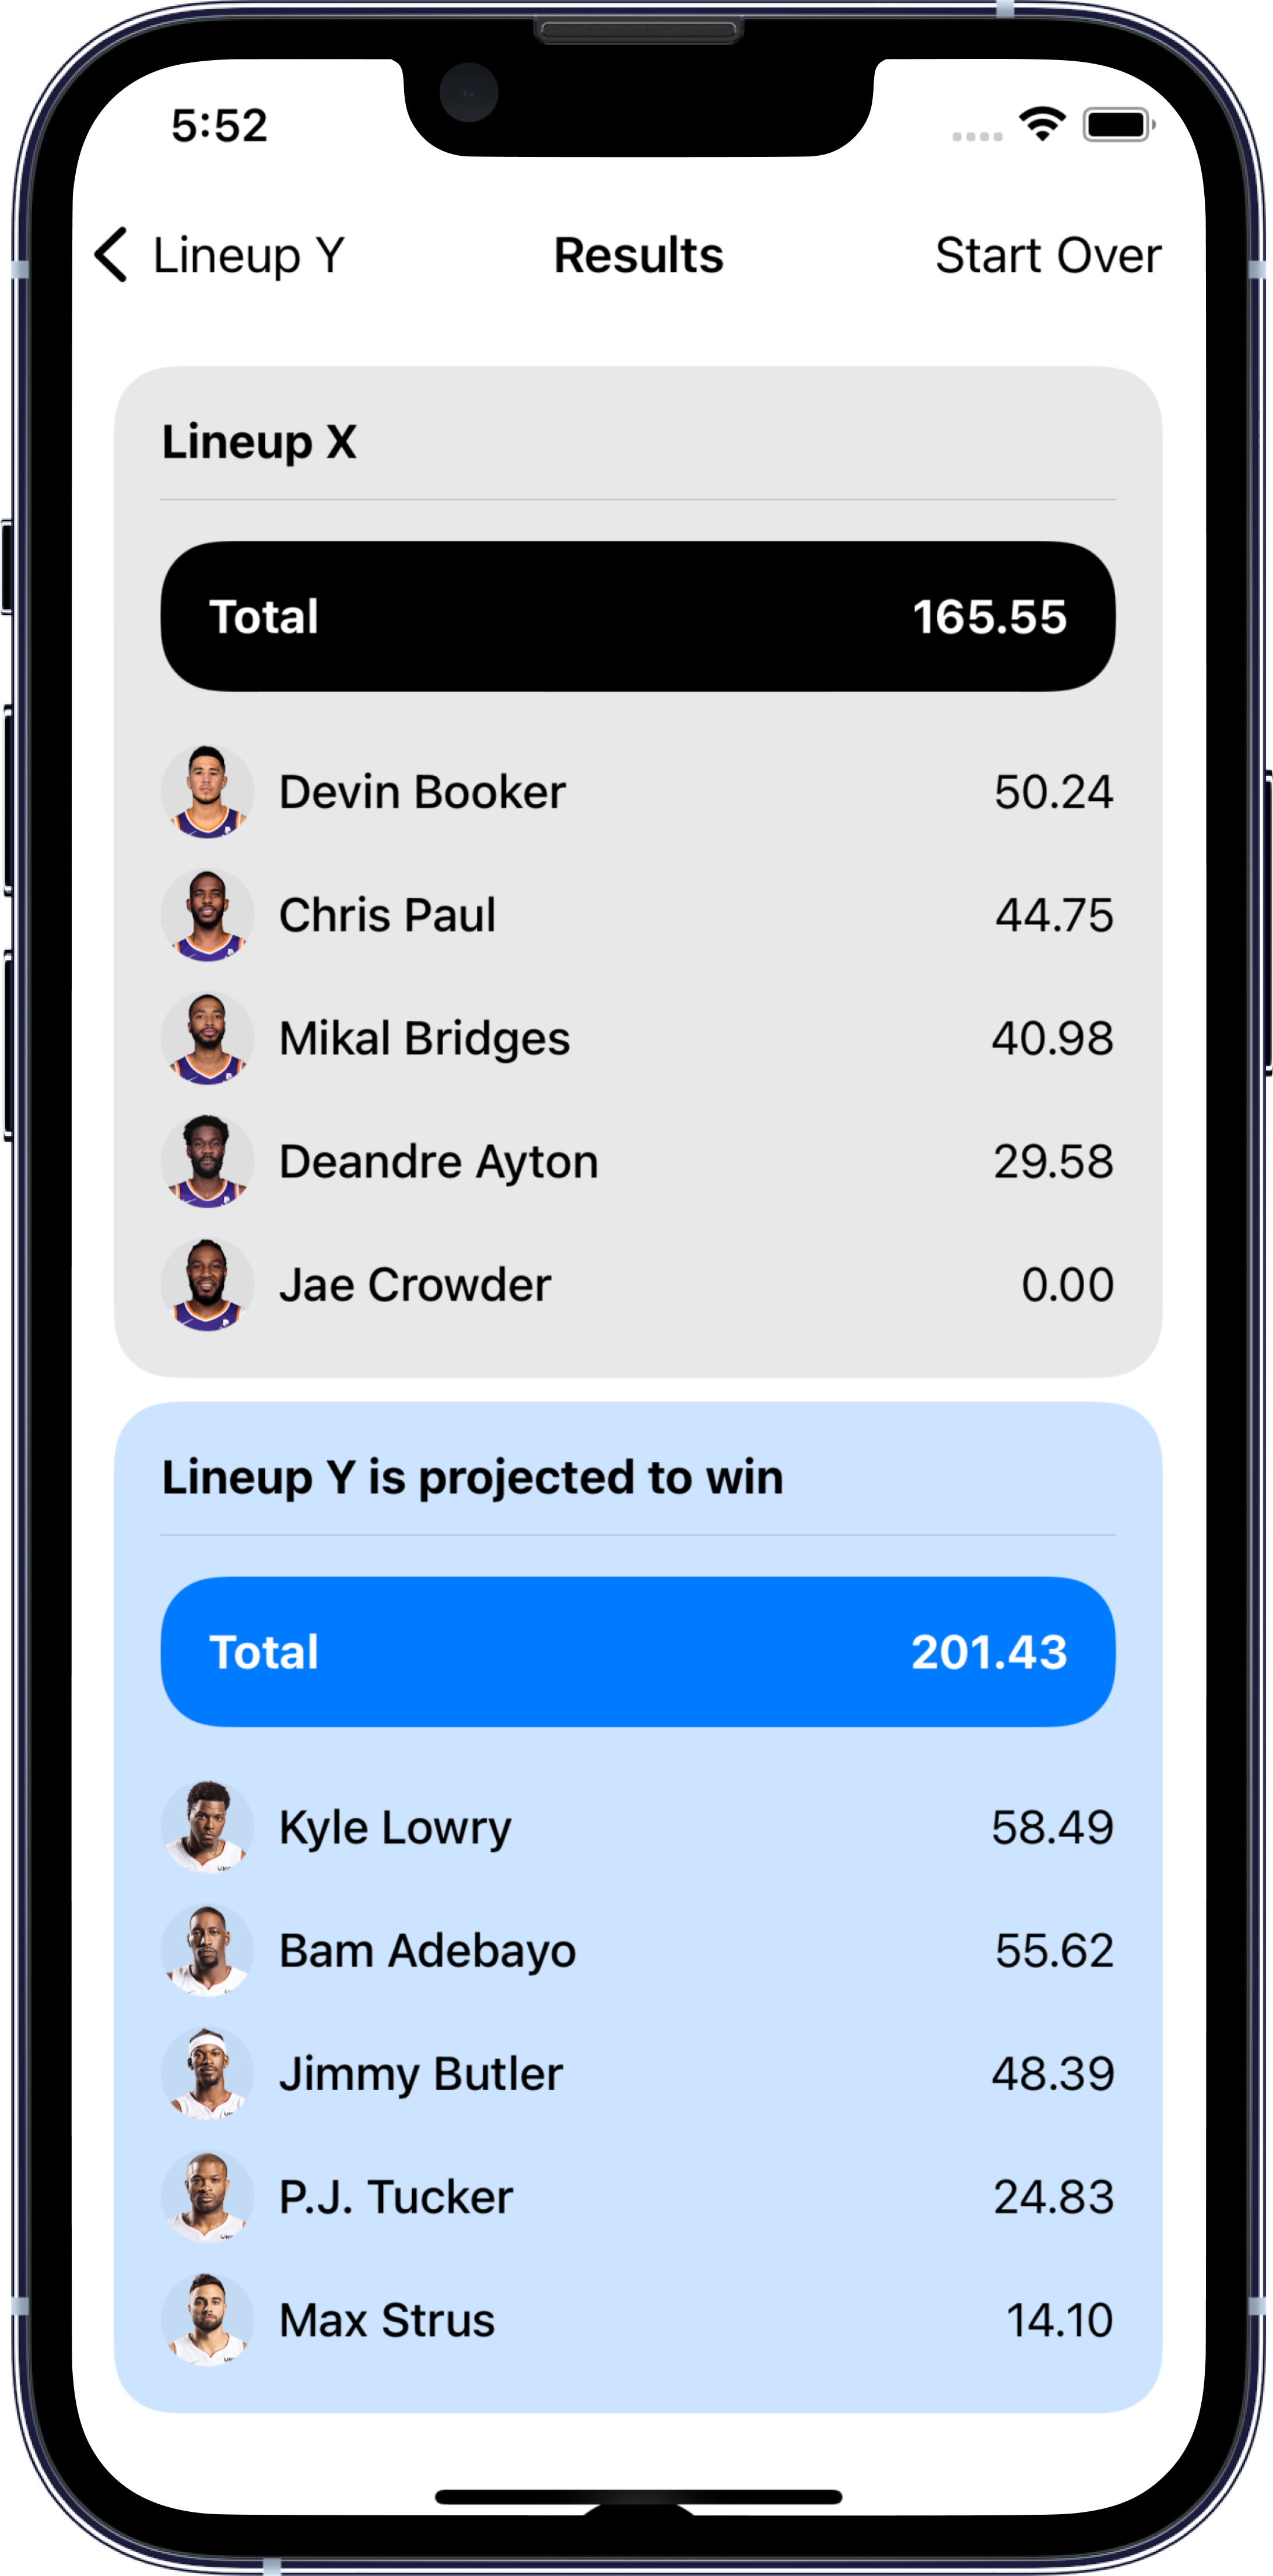 5:52
Lineup Y Results Start Over
Lineup X
Total 165.55
Devin Booker 50.24
Chris Paul 44.75
Mikal Bridges 40.98
Deandre Ayton 29.58
Jae Crowder 0.00
Lineup Y is projected to win
Total 201.43
Kyle Lowry 58.49
Bam Adebayo 55.62
Jimmy Butler 48.39
P.J. Tucker 24.83
Max Strus 14.10